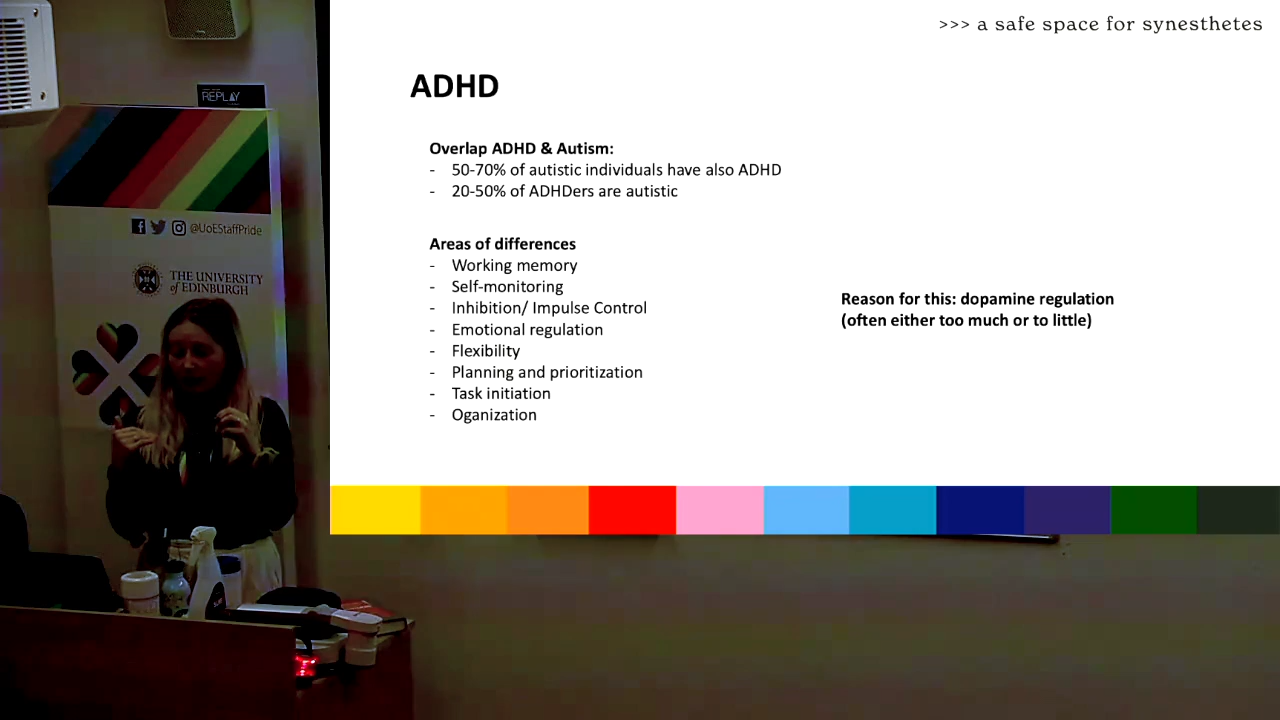 >>> a safe space for synesthetes
ADHD
Overlap ADHD & Autism:
- 50-70% of autistic individuals have also ADHD
- 20-50% of ADHDers are autistic
Areas of differences
- Working memory
- Self-monitoring
- Inhibition/ Impulse Control
- Emotional regulation
- Flexibility
- Planning and prioritization
- Task initiation
- Oganization
Reason for this: dopamine regulation
(often either too much or to little)
REPLAY
@UoEStaffPride
THE UNIVERSITY
of EDINBURGH